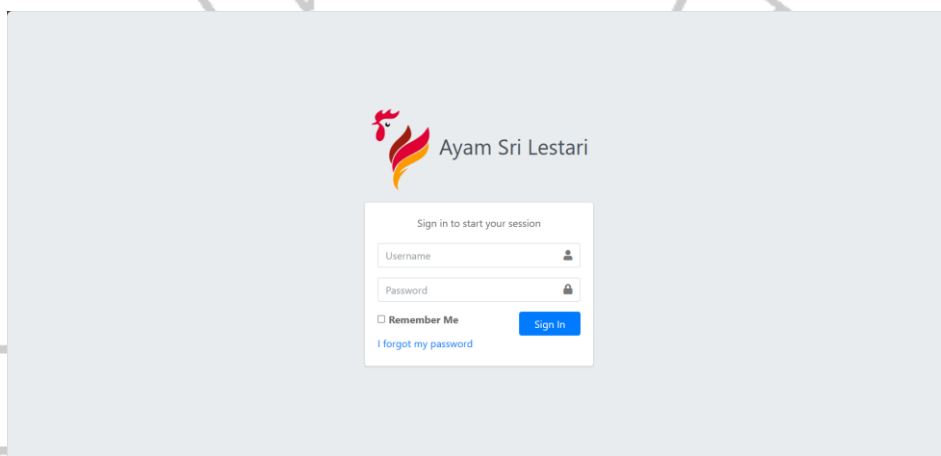 Ayam Sri Lestari
Sign in to start your session
Username
Password
Remember Me
Sign In
I forgot my password